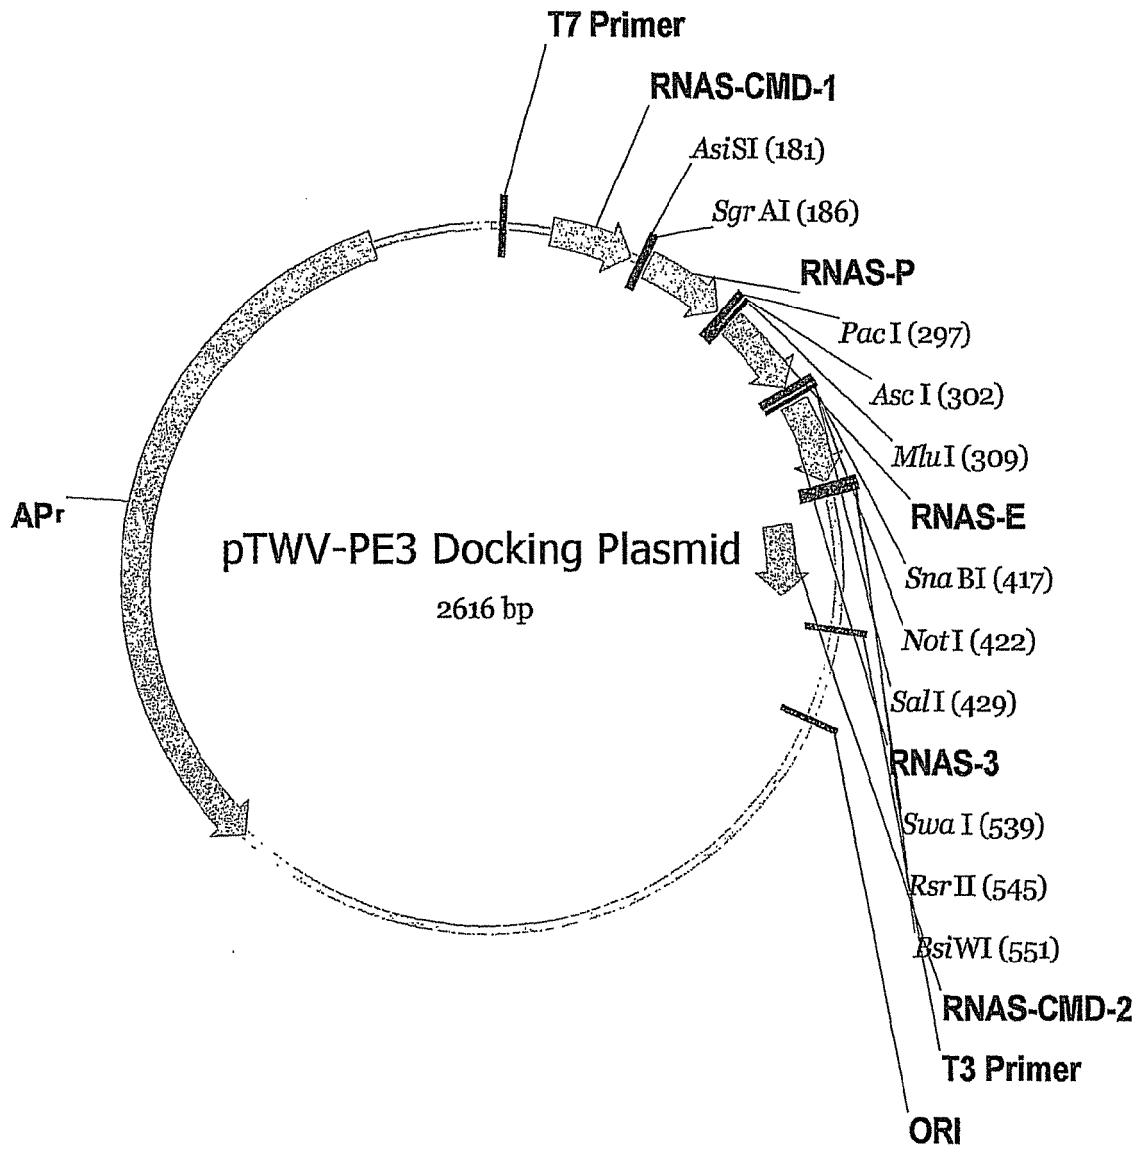 T7 Primer
RNAS-CMD-1
AsiSI (181)
SgrAI (186)
RNAS-P
PacI (297)
AscI (302)
MluI (309)
APr
RNAS-E
pTWV-PE3 Docking Plasmid
SnaBI (417)
2616 bp
NotI (422)
SalI (429)
RNAS-3
SwaI (539)
RsrII (545)
BsiWI (551)
RNAS-CMD-2
T3 Primer
ORI